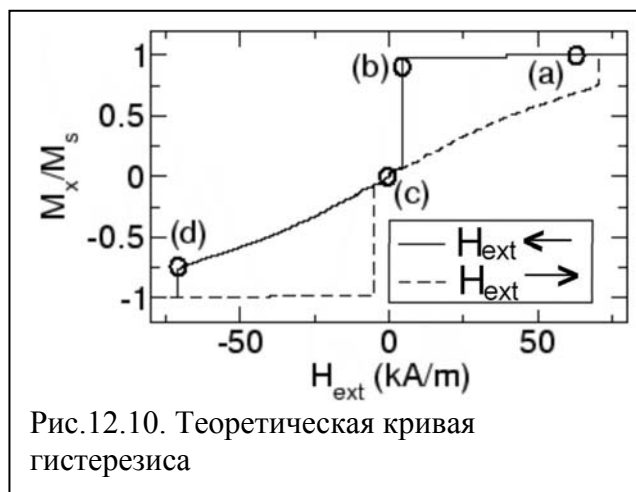 1
0.5
0
-0.5
-1
M_x/M_s
(a)
(b)
(c)
(d)
H_ext ←
H_ext →
-50 0 50
H_ext (kA/m)
Рис.12.10. Теоретическая кривая
гистерезиса